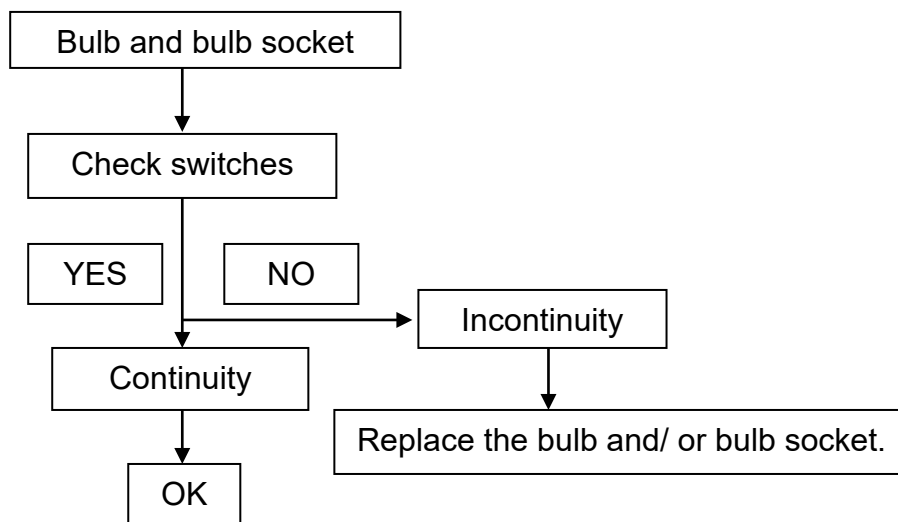 Bulb and bulb socket
Check switches
YES
NO
Incontinuity
Continuity
Replace the bulb and/ or bulb socket.
OK